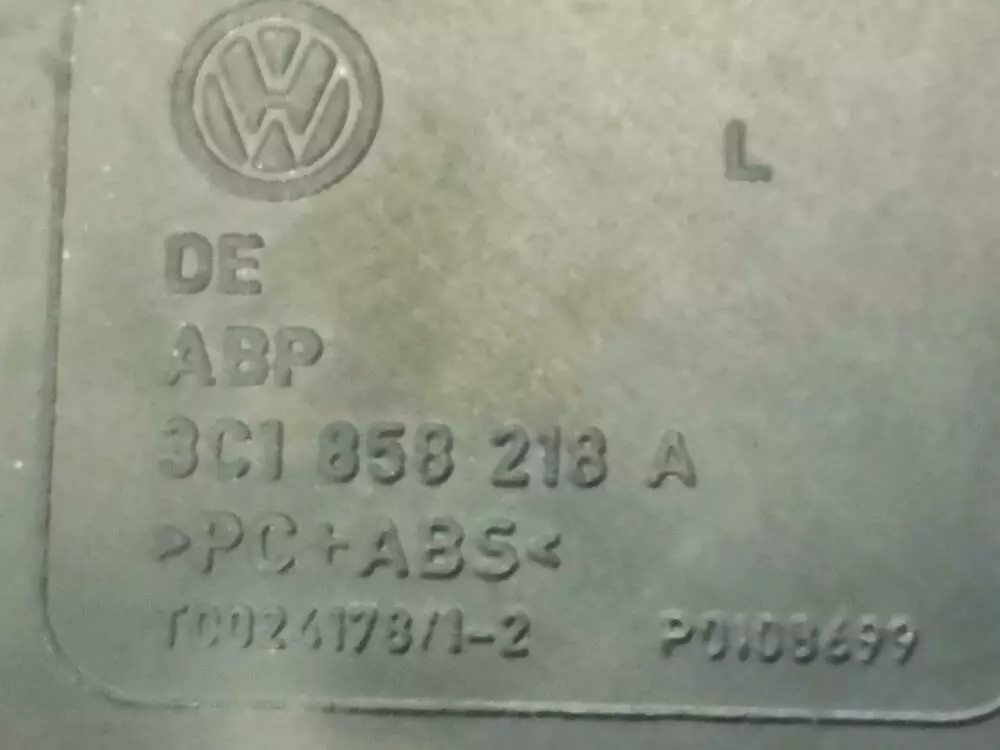 L
DE
ABP
3C1 858 218 A
>PC+ABS<
T0024178/1-2 P0108699